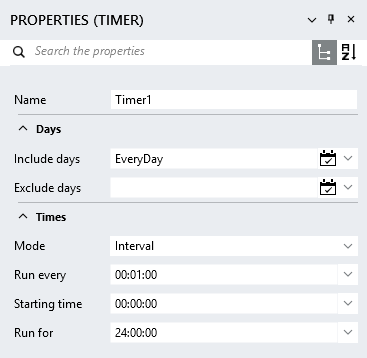 PROPERTIES (TIMER)
Search the properties
Name Timer1
Days
Include days EveryDay
Exclude days
Times
Mode Interval
Run every 00:01:00
Starting time 00:00:00
Run for 24:00:00